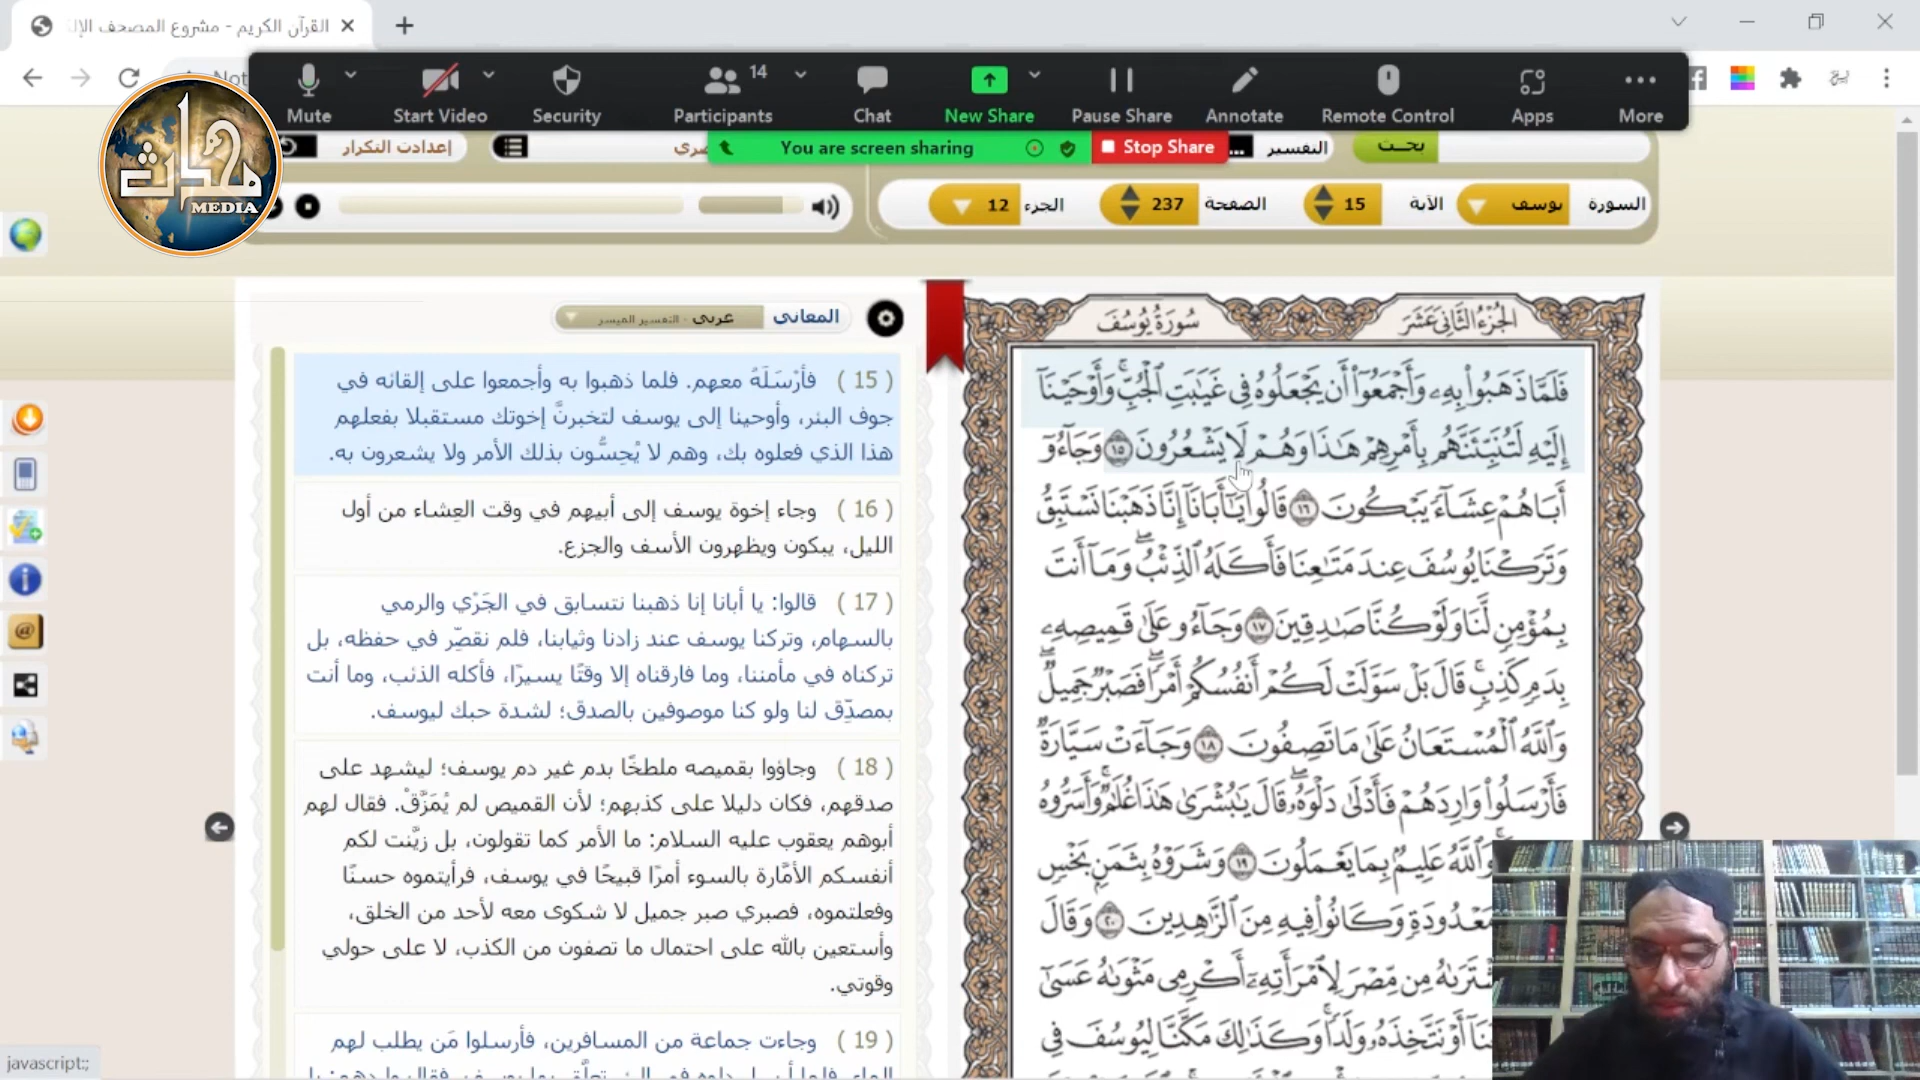 القرآن الكريم - مشروع المصحف الإلك
Not
Mute
Start Video
Security
Participants
14
Chat
New Share
Pause Share
Annotate
Remote Control
Apps
More
You are screen sharing
Stop Share
MEDIA
إعدادت التكرار
صرى
التفسير
بحث
السورة
يوسف
الآية
15
الصفحة
237
الجزء
12
المعانى
عربى - التفسير الميسر
( 15 ) فأرْسَلَهُ معهم. فلما ذهبوا به وأجمعوا على إلقائه في
جوف البئر، وأوحينا إلى يوسف لتخبرنَّ إخوتك مستقبلا بفعلهم
هذا الذي فعلوه بك، وهم لا يُحِسُّون بذلك الأمر ولا يشعرون به.
( 16 ) وجاء إخوة يوسف إلى أبيهم في وقت العِشاء من أول
الليل، يبكون ويظهرون الأسف والجزع.
( 17 ) قالوا: يا أبانا إنا ذهبنا نتسابق في الجَرْي والرمي
بالسهام، وتركنا يوسف عند زادنا وثيابنا، فلم نقصِّر في حفظه، بل
تركناه في مأمننا، وما فارقناه إلا وقتًا يسيرًا، فأكله الذئب، وما أنت
بمصدِّق لنا ولو كنا موصوفين بالصدق؛ لشدة حبك ليوسف.
( 18 ) وجاؤوا بقميصه ملطخًا بدم غير دم يوسف؛ ليشهد على
صدقهم، فكان دليلا على كذبهم؛ لأن القميص لم يُمَزَّقْ. فقال لهم
أبوهم يعقوب عليه السلام: ما الأمر كما تقولون، بل زيَّنت لكم
أنفسكم الأمَّارة بالسوء أمرًا قبيحًا في يوسف، فرأيتموه حسنًا
وفعلتموه، فصبري صبر جميل لا شكوى معه لأحد من الخلق،
وأستعين بالله على احتمال ما تصفون من الكذب، لا على حولي
وقوتي.
( 19 ) وجاءت جماعة من المسافرين، فأرسلوا مَن يطلب لهم
الجُزْءُ الثَّانِي عَشَرَ
سُورَةُ يُوسُفَ
فَلَمَّا ذَهَبُوا۟ بِهِۦ وَأَجْمَعُوٓا۟ أَن يَجْعَلُوهُ فِى غَيَٰبَتِ ٱلْجُبِّ ۚ وَأَوْحَيْنَآ
إِلَيْهِ لَتُنَبِّئَنَّهُم بِأَمْرِهِمْ هَٰذَا وَهُمْ لَا يَشْعُرُونَ ١٥ وَجَآءُوٓ
أَبَاهُمْ عِشَآءً يَبْكُونَ ١٦ قَالُوا۟ يَٰٓأَبَانَآ إِنَّا ذَهَبْنَا نَسْتَبِقُ
وَتَرَكْنَا يُوسُفَ عِندَ مَتَٰعِنَا فَأَكَلَهُ ٱلذِّئْبُ ۖ وَمَآ أَنتَ
بِمُؤْمِنٍ لَّنَا وَلَوْ كُنَّا صَٰدِقِينَ ١٧ وَجَآءُو عَلَىٰ قَمِيصِهِۦ
بِدَمٍ كَذِبٍ ۚ قَالَ بَلْ سَوَّلَتْ لَكُمْ أَنفُسُكُمْ أَمْرًا ۖ فَصَبْرٌ جَمِيلٌ ۖ
وَٱللَّهُ ٱلْمُسْتَعَانُ عَلَىٰ مَا تَصِفُونَ ١٨ وَجَآءَتْ سَيَّارَةٌ
فَأَرْسَلُوا۟ وَارِدَهُمْ فَأَدْلَىٰ دَلْوَهُۥ ۖ قَالَ يَٰبُشْرَىٰ هَٰذَا غُلَٰمٌ ۚ وَأَسَرُّوهُ
وَٱللَّهُ عَلِيمٌۢ بِمَا يَعْمَلُونَ ١٩ وَشَرَوْهُ بِثَمَنٍۭ بَخْسٍ
مَعْدُودَةٍ وَكَانُوا۟ فِيهِ مِنَ ٱلزَّٰهِدِينَ ٢٠ وَقَالَ
ٱشْتَرَىٰهُ مِن مِّصْرَ لِٱمْرَأَتِهِۦٓ أَكْرِمِى مَثْوَىٰهُ عَسَىٰٓ
أَوْ نَتَّخِذَهُۥ وَلَدًا ۚ وَكَذَٰلِكَ مَكَّنَّا لِيُوسُفَ فِى
javascript:;